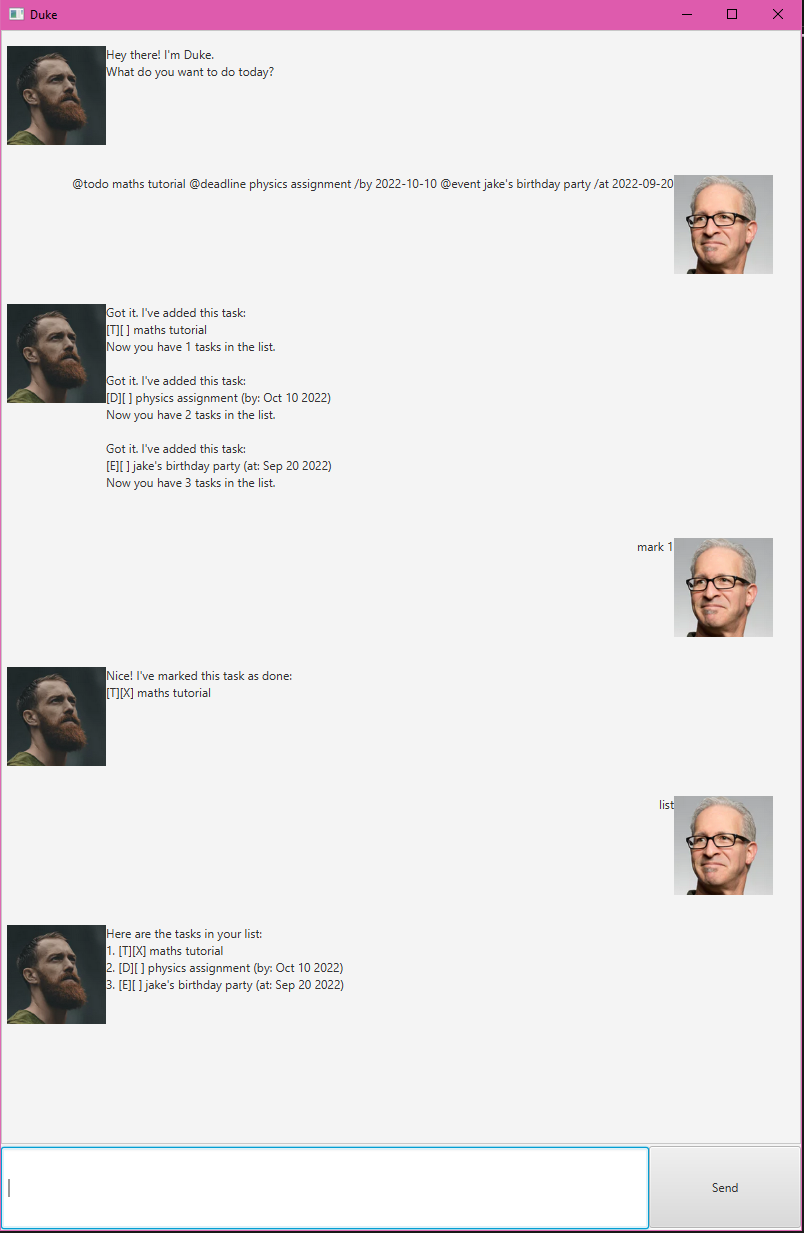 Duke
Hey there! I'm Duke.
What do you want to do today?
@todo maths tutorial @deadline physics assignment /by 2022-10-10 @event jake's birthday party /at 2022-09-20
Got it. I've added this task:
[T][ ] maths tutorial
Now you have 1 tasks in the list.
Got it. I've added this task:
[D][ ] physics assignment (by: Oct 10 2022)
Now you have 2 tasks in the list.
Got it. I've added this task:
[E][ ] jake's birthday party (at: Sep 20 2022)
Now you have 3 tasks in the list.
mark 1
Nice! I've marked this task as done:
[T][X] maths tutorial
list
Here are the tasks in your list:
1. [T][X] maths tutorial
2. [D][ ] physics assignment (by: Oct 10 2022)
3. [E][ ] jake's birthday party (at: Sep 20 2022)
Send